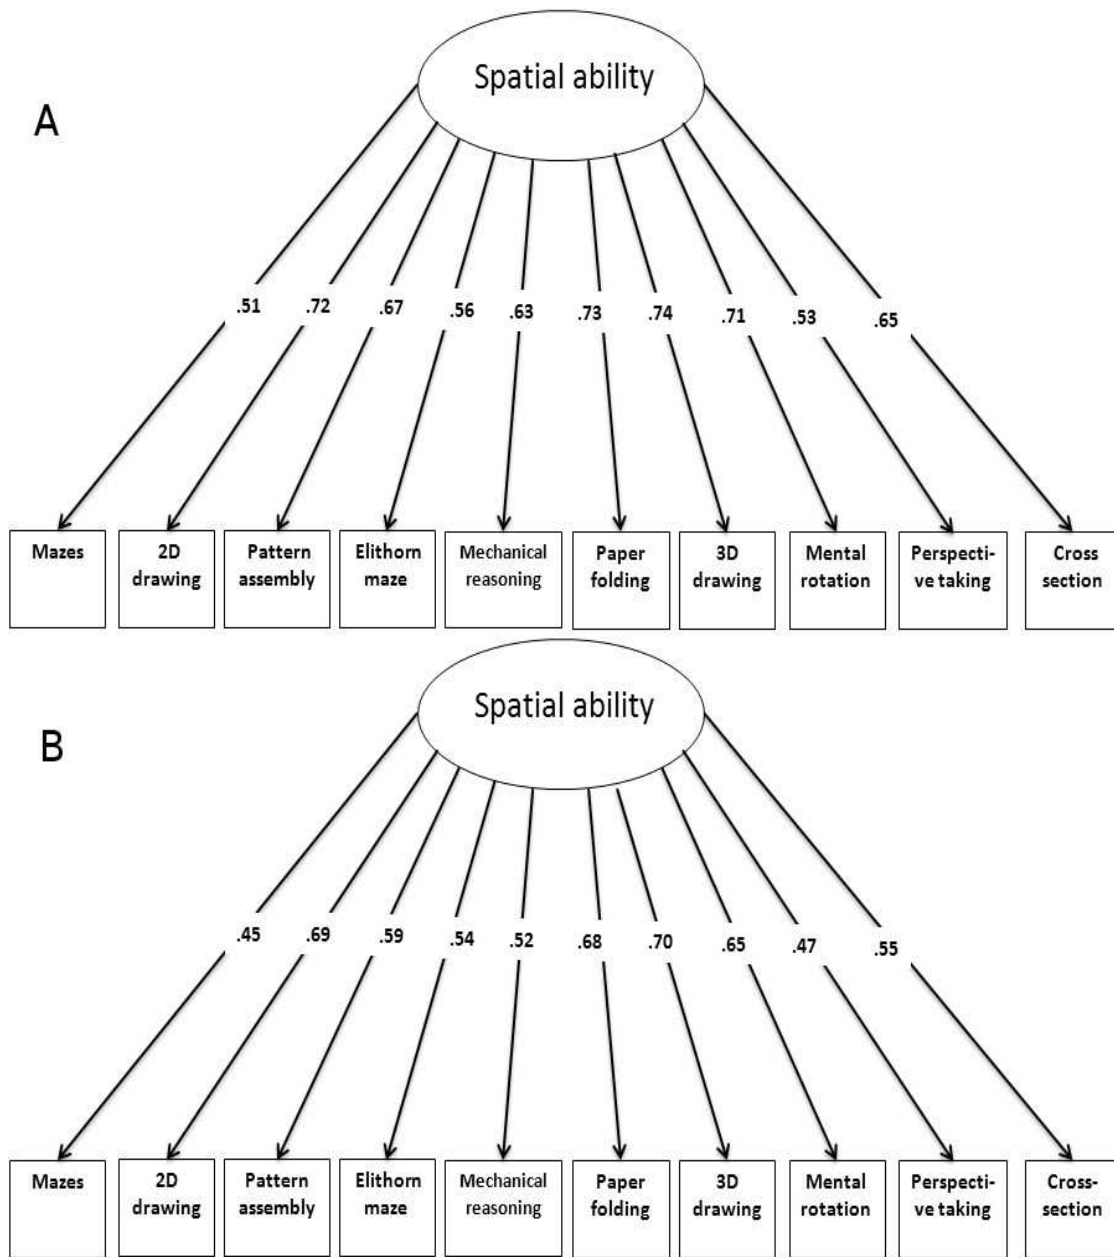 Spatial ability
A
.51 .72 .67 .56 .63 .73 .74 .71 .53 .65
Mazes
2D
drawing
Pattern
assembly
Elithorn
maze
Mechanical
reasoning
Paper
folding
3D
drawing
Mental
rotation
Perspecti-
ve taking
Cross
section
Spatial ability
B
.45 .69 .59 .54 .52 .68 .70 .65 .47 .55
Mazes
2D
drawing
Pattern
assembly
Elithorn
maze
Mechanical
reasoning
Paper
folding
3D
drawing
Mental
rotation
Perspecti-
ve taking
Cross-
section